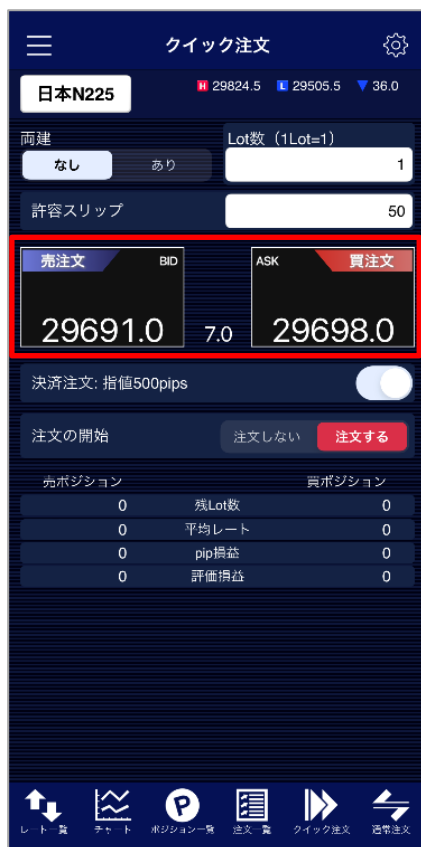 クイック注文
日本N225
H 29824.5 L 29505.5 ▼ 36.0
両建
Lot数（1Lot=1）
なし あり
1
許容スリップ
50
売注文 BID
ASK 買注文
29691.0 7.0 29698.0
決済注文: 指値500pips
注文の開始
注文しない 注文する
売ポジション 買ポジション
0 残Lot数 0
0 平均レート 0
0 pip損益 0
0 評価損益 0
P
レート一覧 チャート ポジション一覧 注文一覧 クイック注文 通常注文